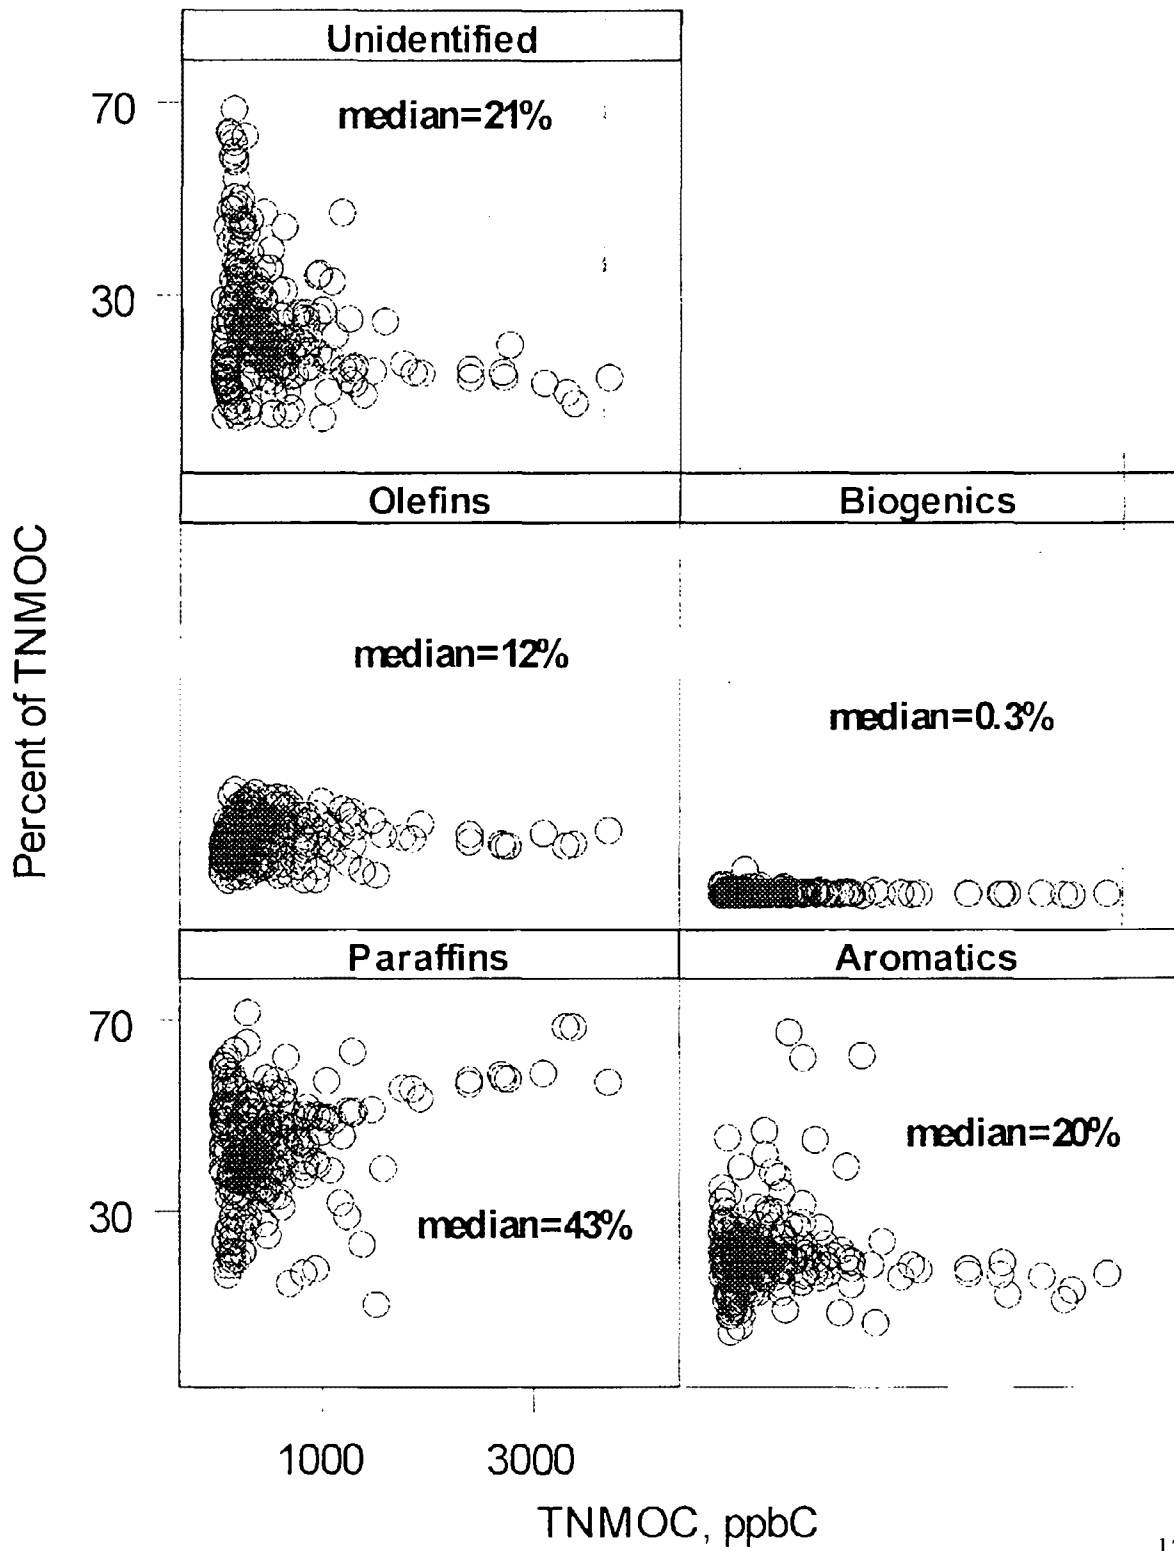 Unidentified
70
median=21%
30
Olefins
Biogenics
Percent of TNMOC
median=12%
median=0.3%
Paraffins
Aromatics
70
median=20%
30
median=43%
1000
3000
TNMOC, ppbC